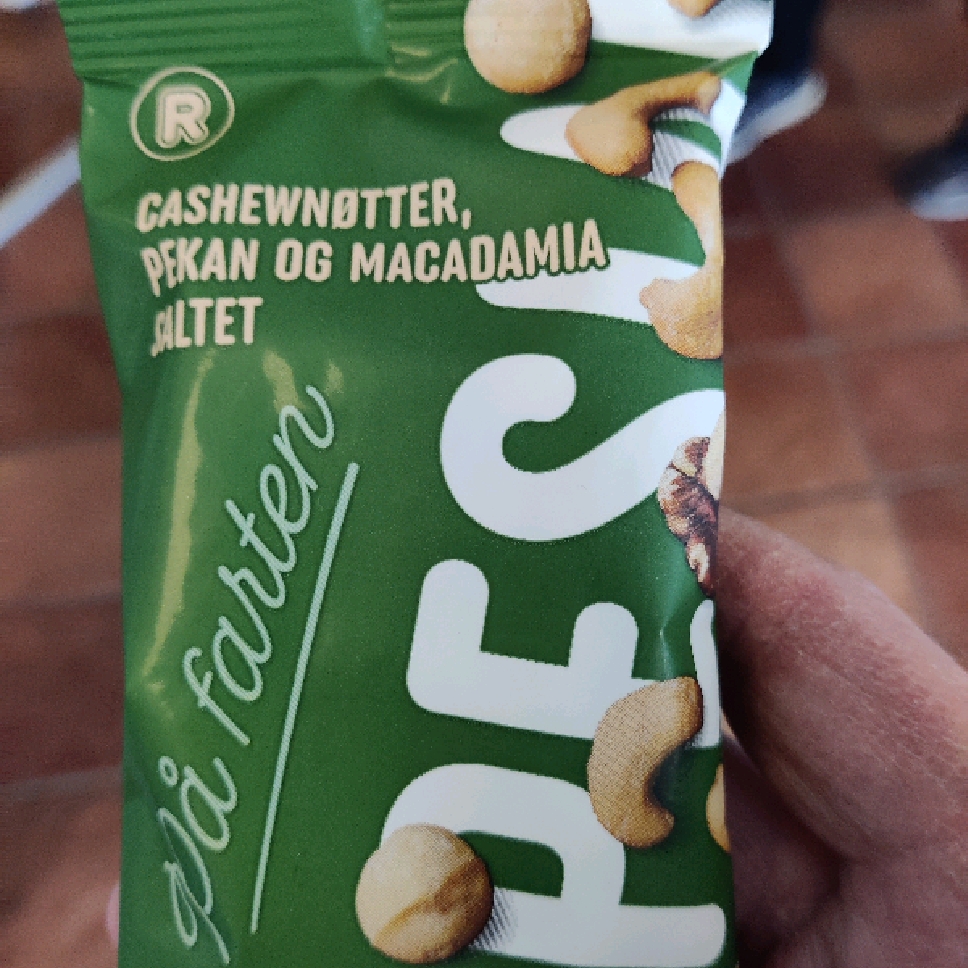 R
CASHEWNØTTER,
PEKAN OG MACADAMIA
SALTET
på farten